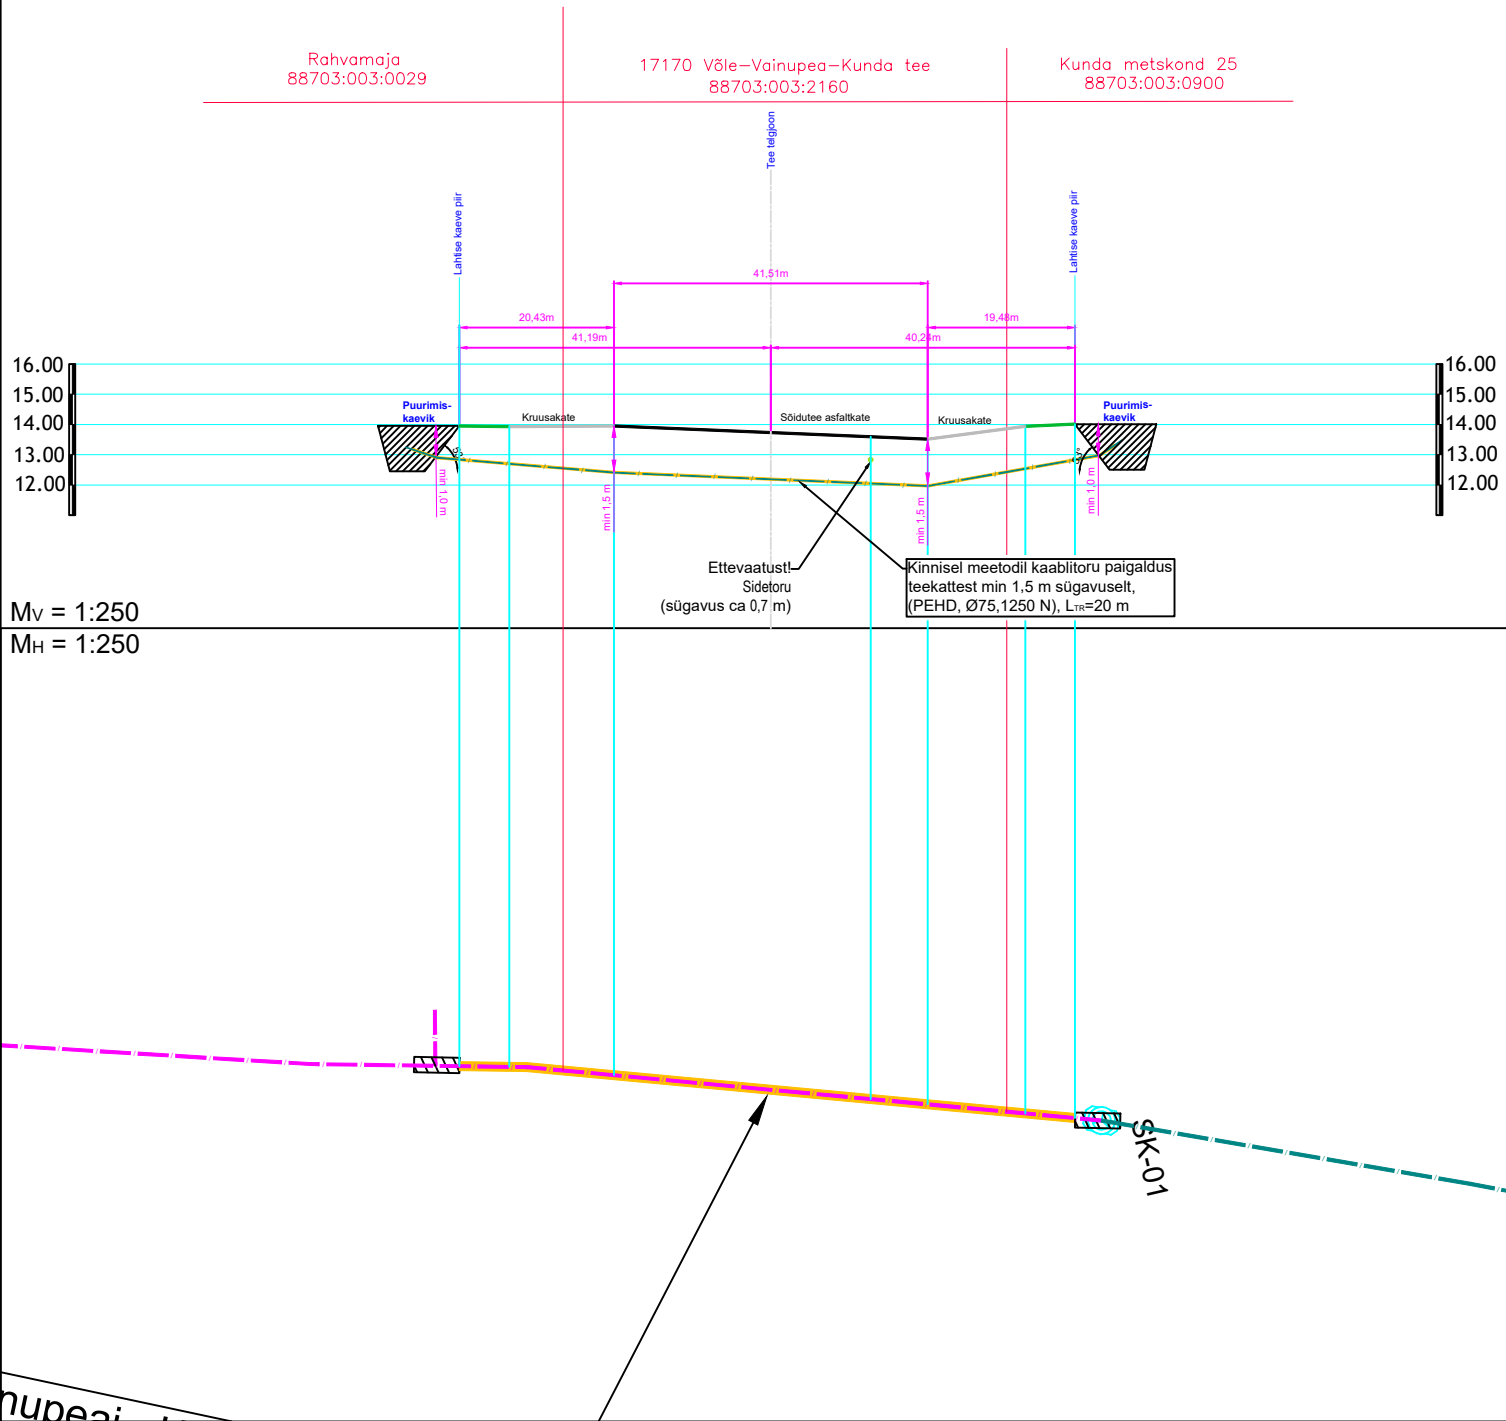 Rahvamaja
88703:003:0029
17170 Võle-Vainupea-Kunda tee
88703:003:2160
Kunda metskond 25
88703:003:0900
Tee telgjoon
Lahtise kaeve piir
Lahtise kaeve piir
41,51m
20,43m
19,48m
41,19m
40,24m
16.00
15.00
14.00
13.00
12.00
16.00
15.00
14.00
13.00
12.00
Puurimis-
kaevik
Kruusakate
Sõidutee asfaltkate
Kruusakate
Puurimis-
kaevik
min 1,0 m
min 1,5 m
min 1,5 m
min 1,0 m
Ettevaatust!
Sidetoru
(sügavus ca 0,7 m)
Kinnisel meetodil kaablitoru paigaldus
teekattest min 1,5 m sügavuselt,
(PEHD, Ø75,1250 N), LTR=20 m
MV = 1:250
MH = 1:250
SK-01